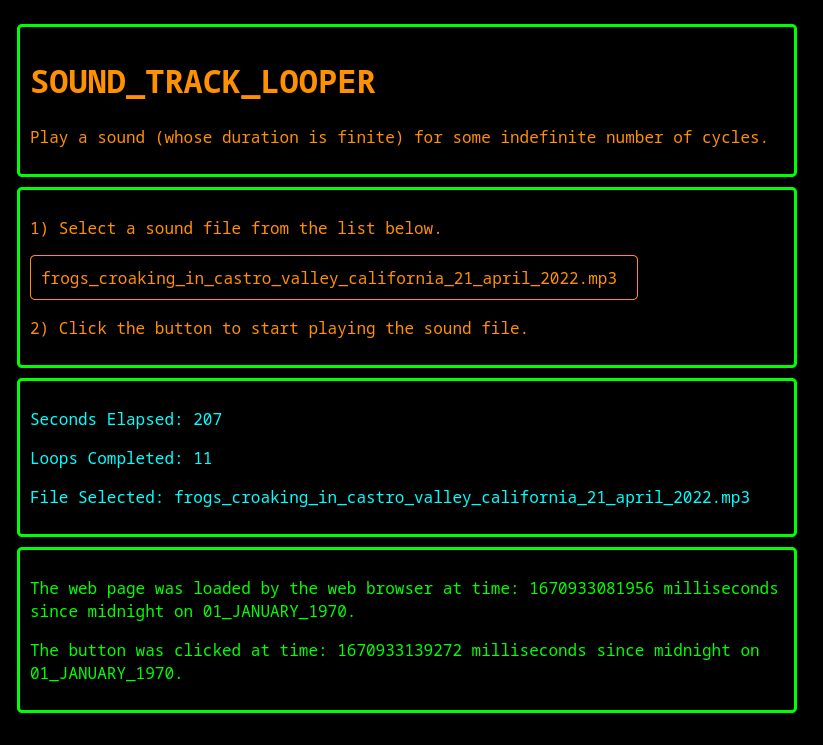 SOUND_TRACK_LOOPER
Play a sound (whose duration is finite) for some indefinite number of cycles.
1) Select a sound file from the list below.
frogs_croaking_in_castro_valley_california_21_april_2022.mp3
2) Click the button to start playing the sound file.
Seconds Elapsed: 207
Loops Completed: 11
File Selected: frogs_croaking_in_castro_valley_california_21_april_2022.mp3
The web page was loaded by the web browser at time: 1670933081956 milliseconds
since midnight on 01_JANUARY_1970.
The button was clicked at time: 1670933139272 milliseconds since midnight on
01_JANUARY_1970.